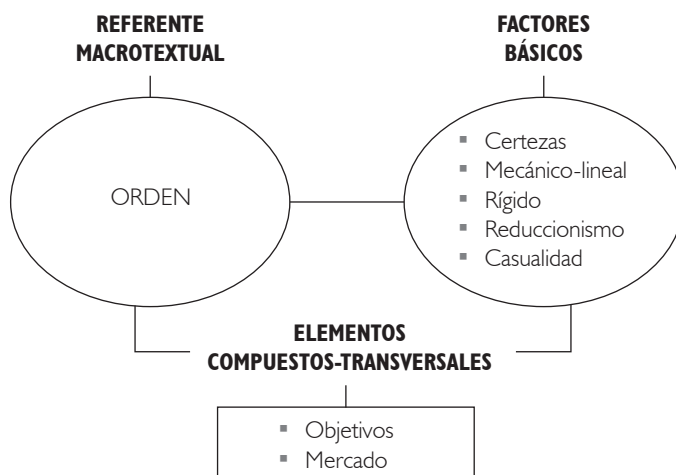 REFERENTE
MACROTEXTUAL
FACTORES
BÁSICOS
ORDEN
▪ Certezas
▪ Mecánico-lineal
▪ Rígido
▪ Reduccionismo
▪ Casualidad
ELEMENTOS
COMPUESTOS-TRANSVERSALES
▪ Objetivos
▪ Mercado